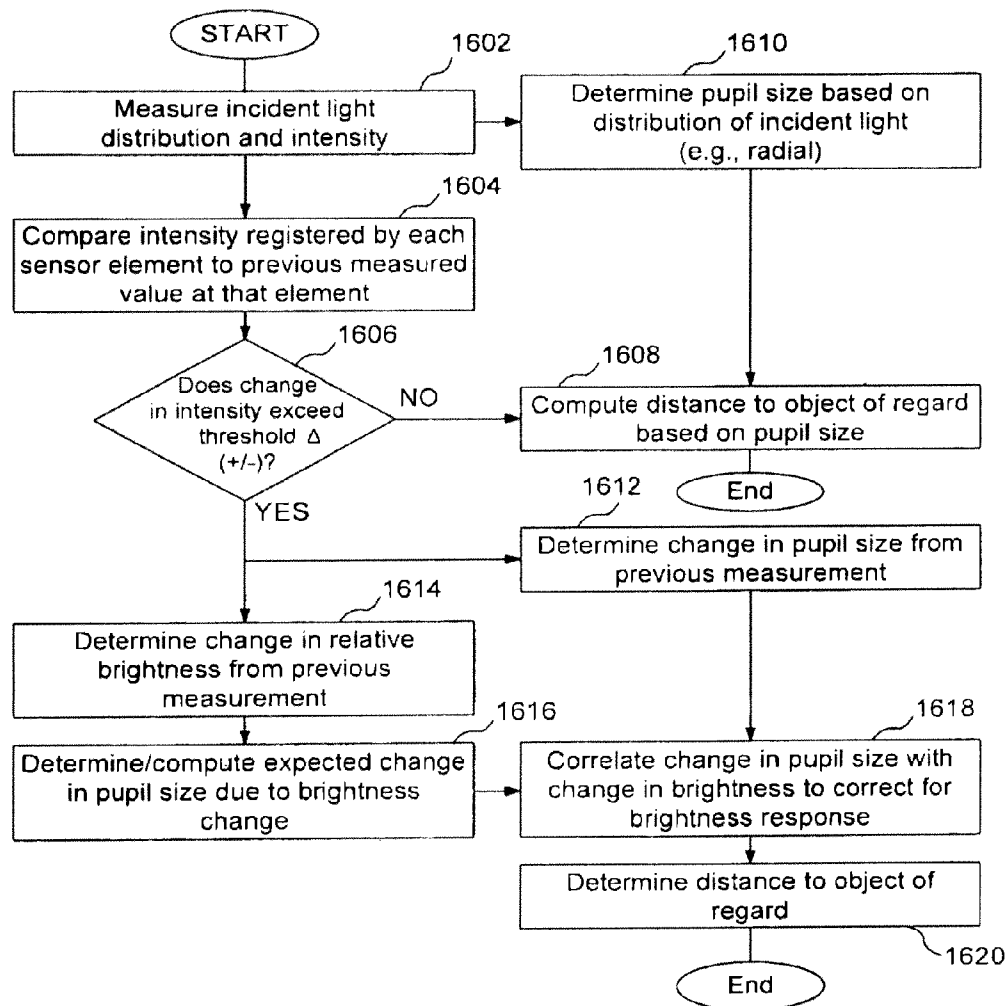 START
1602
Measure incident light
distribution and intensity
1610
Determine pupil size based on
distribution of incident light
(e.g., radial)
1604
Compare intensity registered by each
sensor element to previous measured
value at that element
1606
Does change
in intensity exceed
threshold Δ
(+/-)?
NO
YES
1608
Compute distance to object of regard
based on pupil size
End
1612
Determine change in pupil size from
previous measurement
1614
Determine change in relative
brightness from previous
measurement
1616
Determine/compute expected change
in pupil size due to brightness
change
1618
Correlate change in pupil size with
change in brightness to correct for
brightness response
Determine distance to object of
regard
1620
End